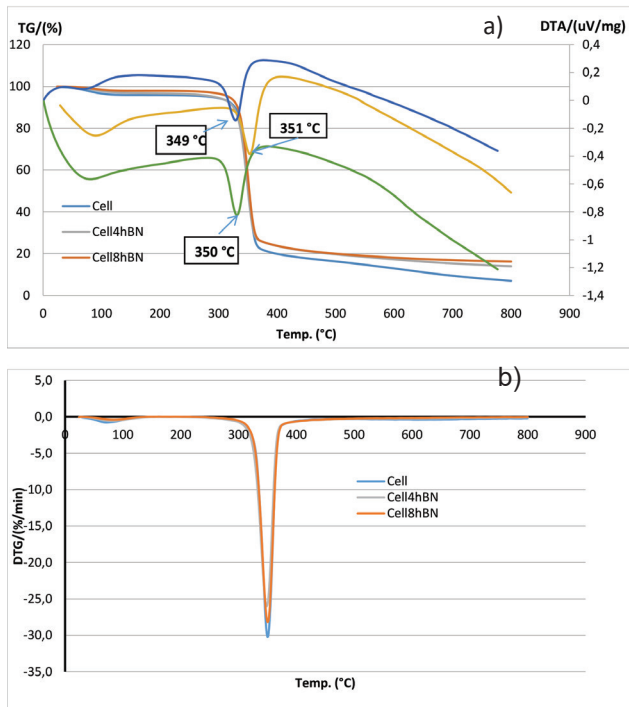 TG/(%)
a)
DTA/(uV/mg)
120
100
80
60
40
20
0
0,4
0,2
0
-0,2
-0,4
-0,6
-0,8
-1
-1,2
-1,4
349 °C
351 °C
350 °C
Cell
Cell4hBN
Cell8hBN
0 100 200 300 400 500 600 700 800 900
Temp. (°C)
b)
5,0
0,0
-5,0
-10,0
-15,0
-20,0
-25,0
-30,0
-35,0
0 100 200 300 400 500 600 700 800 900
Cell
Cell4hBN
Cell8hBN
DTG/(%/min)
Temp. (°C)